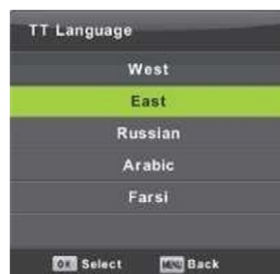 TT Language
West
East
Russian
Arabic
Farsi
OK Select MENU Back